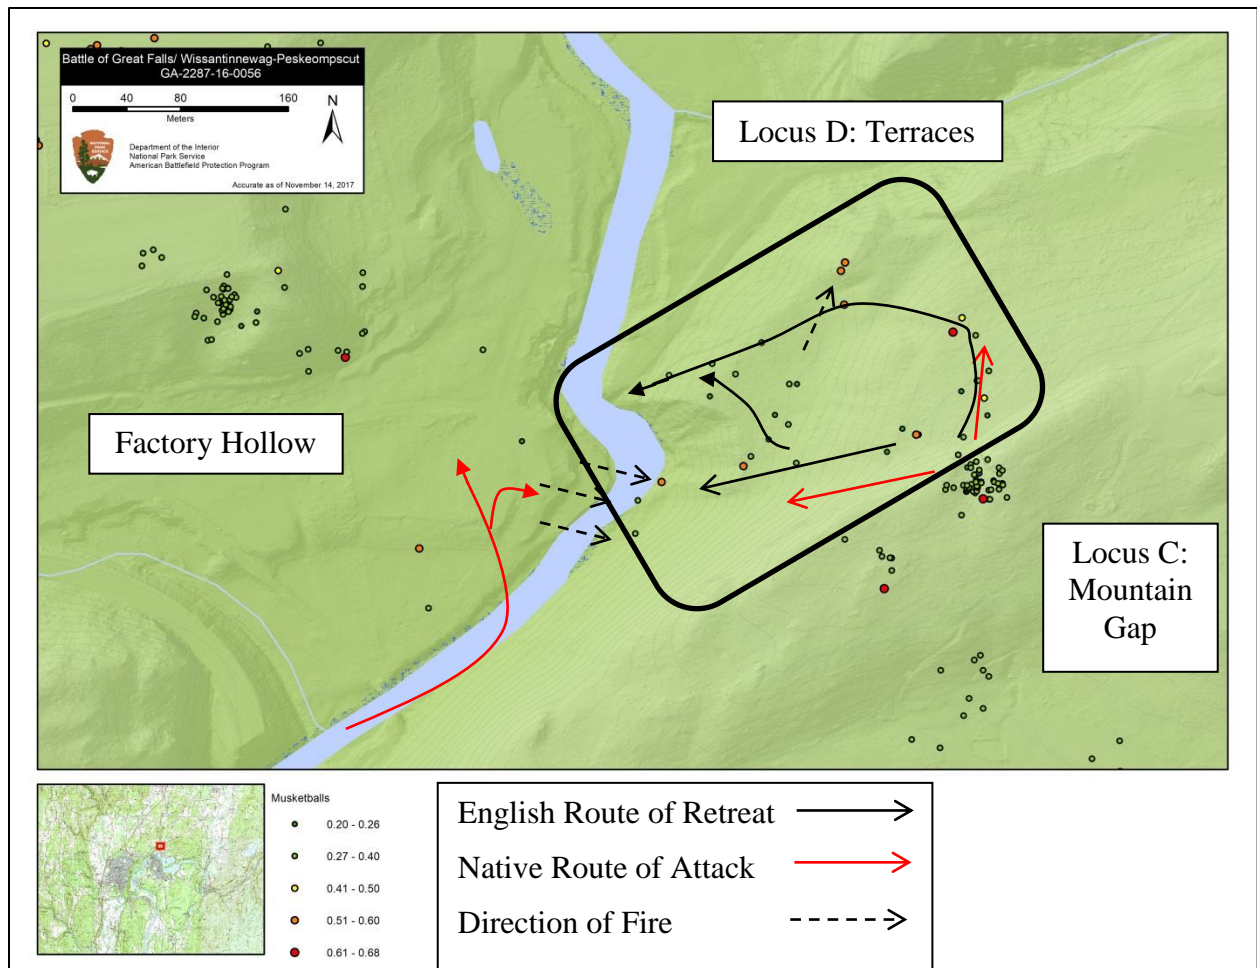 Battle of Great Falls/ Wissantinnewag-Peskeompscut
GA-2287-16-0056
0 40 80 160
Meters
N
Department of the Interior
National Park Service
American Battlefield Protection Program
Accurate as of November 14, 2017
Locus D: Terraces
Factory Hollow
Locus C:
Mountain
Gap
Musketballs
0.20 - 0.26
0.27 - 0.40
0.41 - 0.50
0.51 - 0.60
0.61 - 0.68
English Route of Retreat
Native Route of Attack
Direction of Fire